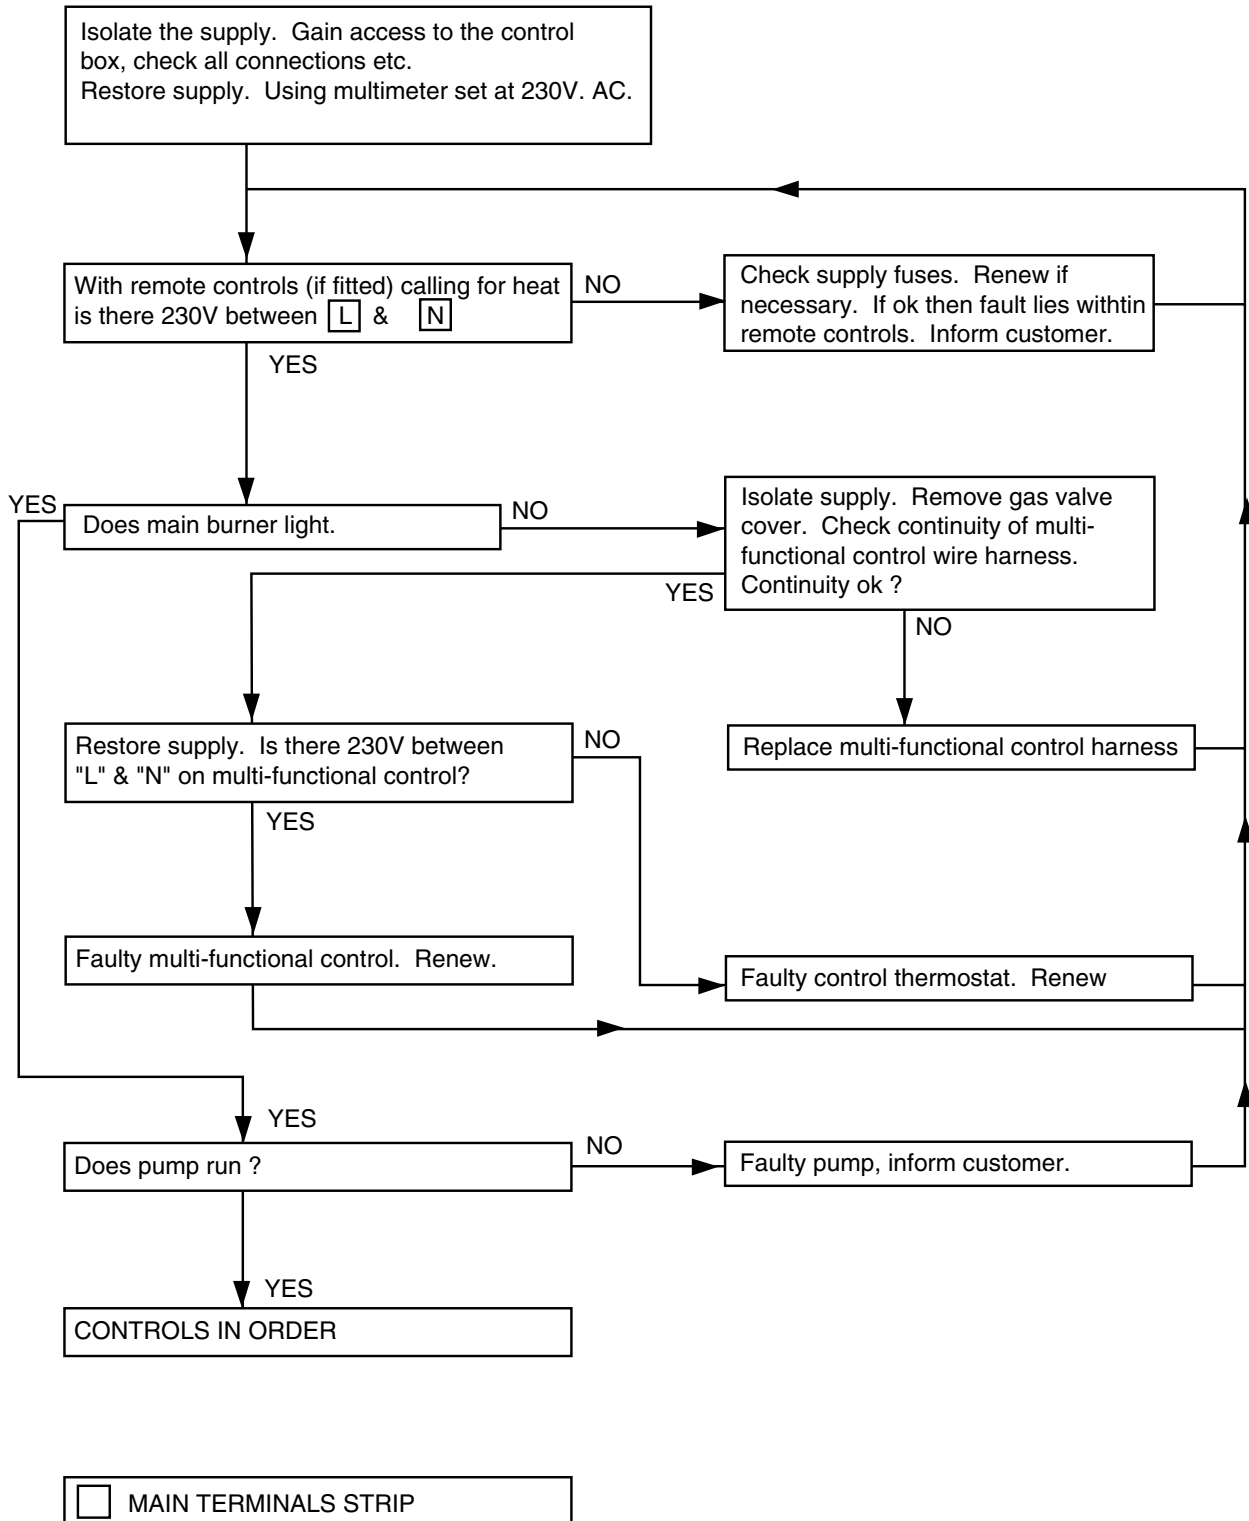 Isolate the supply.  Gain access to the control
box, check all connections etc.
Restore supply.  Using multimeter set at 230V. AC.
With remote controls (if fitted) calling for heat
is there 230V between L & N
NO
Check supply fuses.  Renew if
necessary.  If ok then fault lies withtin
remote controls.  Inform customer.
YES
YES
Does main burner light.
NO
Isolate supply.  Remove gas valve
cover.  Check continuity of multi-
functional control wire harness.
Continuity ok ?
YES
NO
Restore supply.  Is there 230V between
"L" & "N" on multi-functional control?
NO
Replace multi-functional control harness
YES
Faulty multi-functional control.  Renew.
Faulty control thermostat.  Renew
YES
Does pump run ?
NO
Faulty pump, inform customer.
YES
CONTROLS IN ORDER
MAIN TERMINALS STRIP